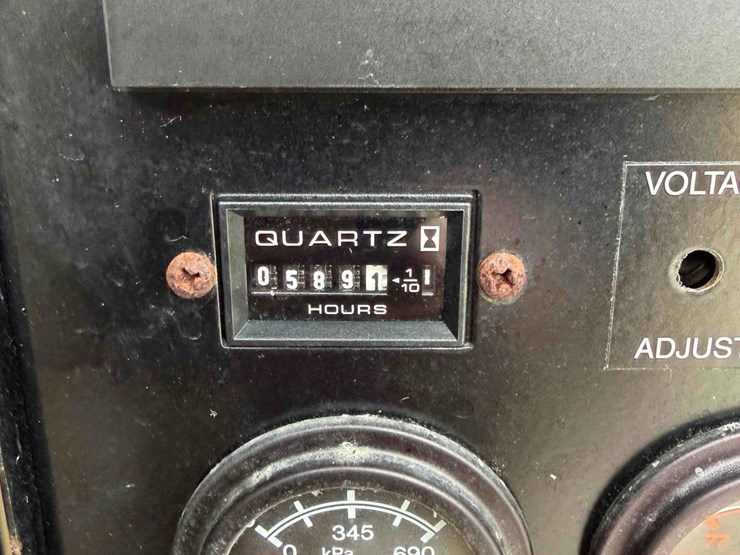 VOLTA
QUARTZ
0 5 8 9 1 1/10
HOURS
ADJUST
345
0 kPa 690